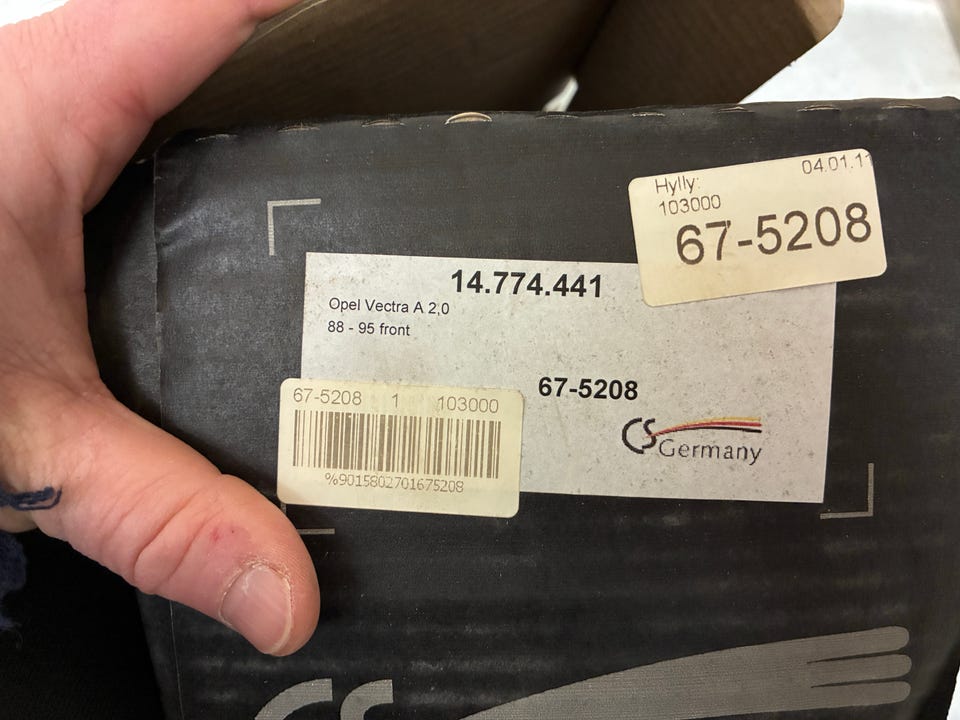 Hylly: 04.01.11
103000
67-5208
14.774.441
Opel Vectra A 2,0
88 - 95 front
67-5208
67-5208 1 103000
%9015802701675208
CS Germany
CS